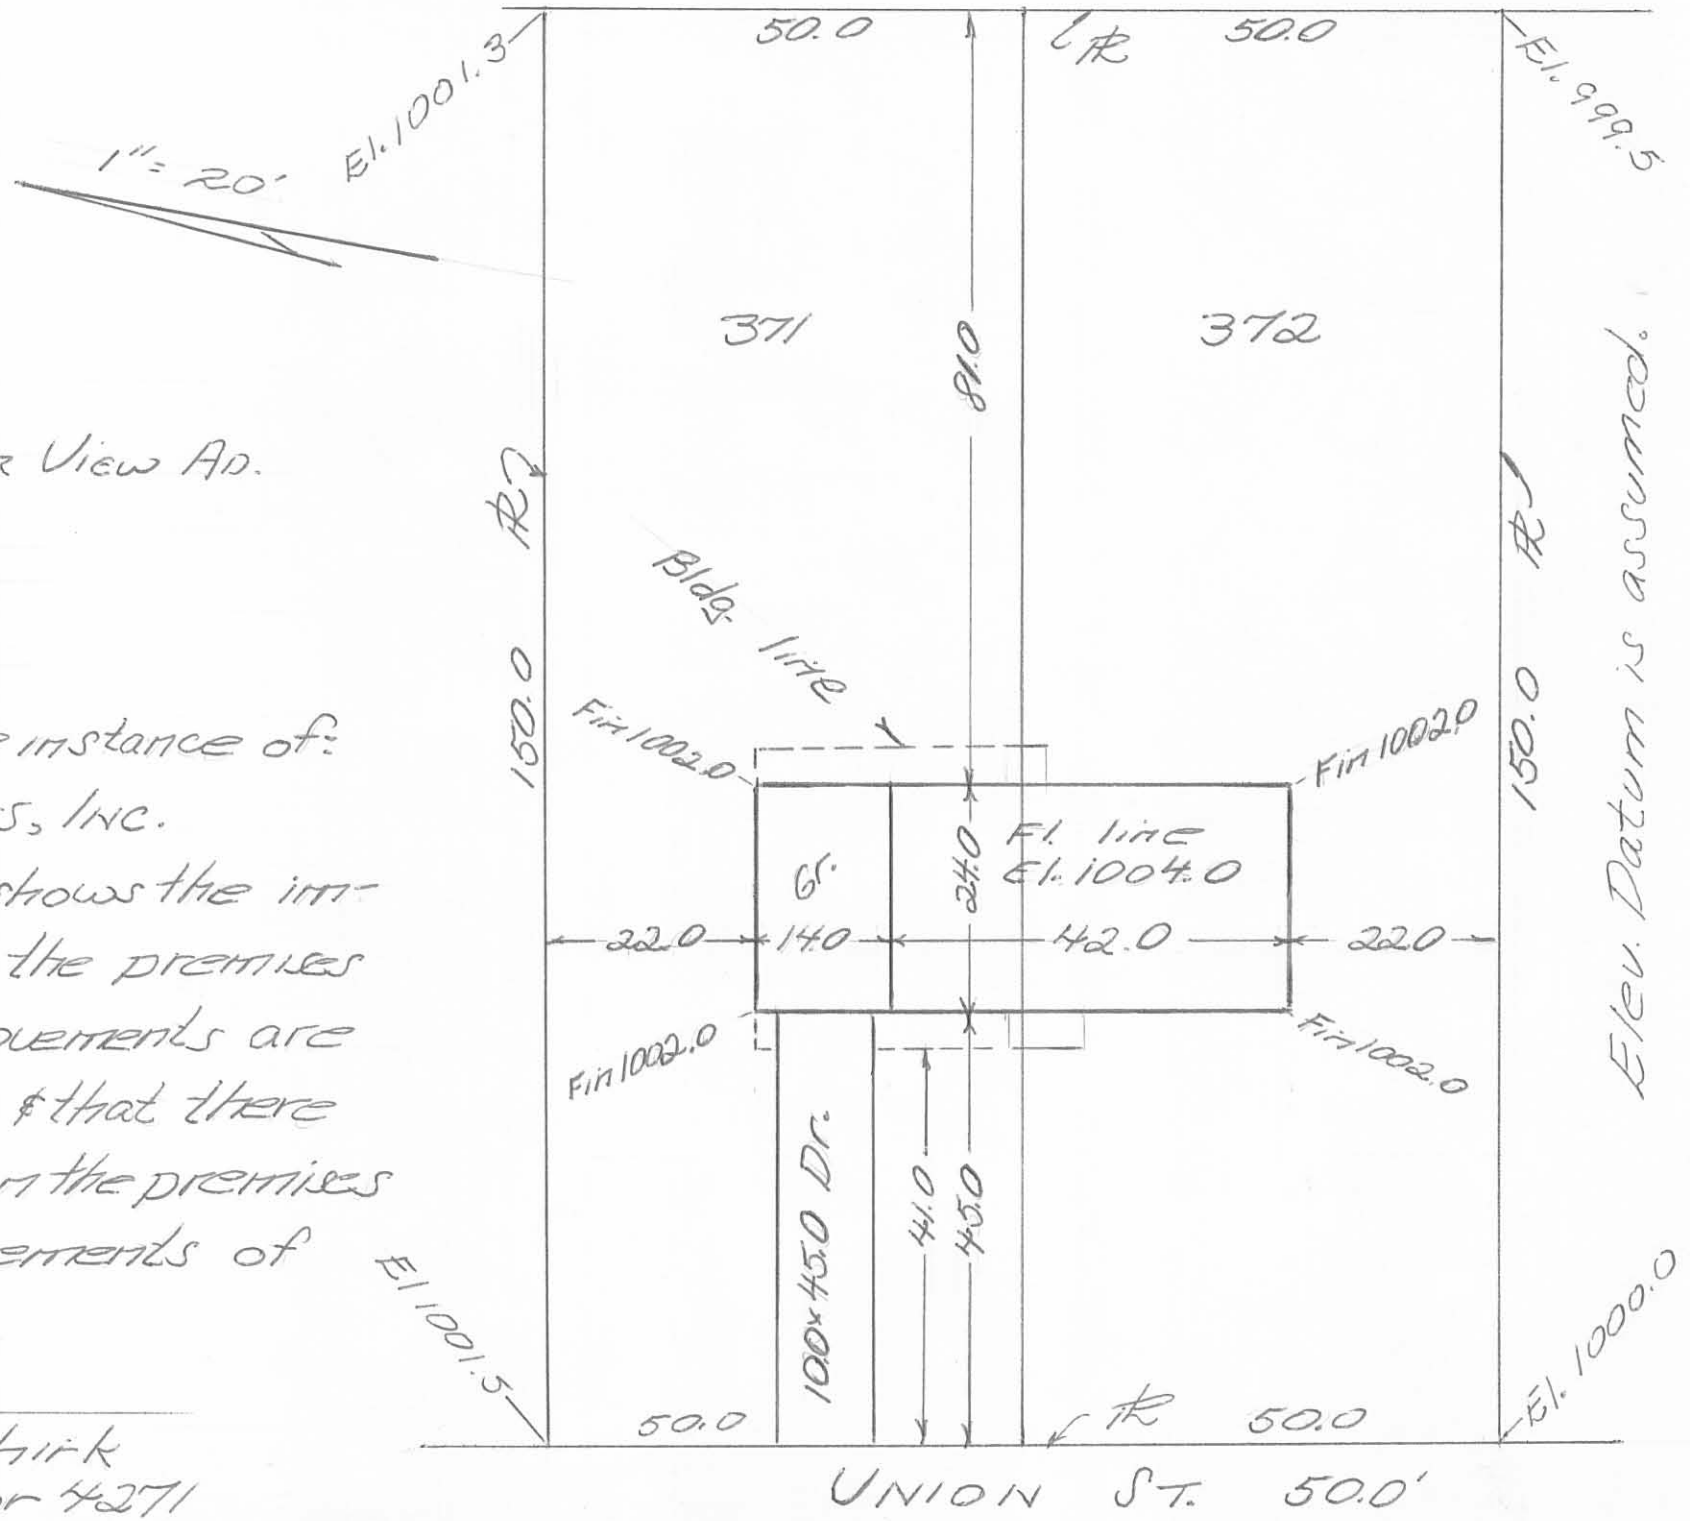 50.0
50.0
El. 1001.3
El. 999.5
1"= 20'
371
372
81.0
View AD.
150.0
150.0
Elev. Datum is assumed.
Bldg. line
Fin 1002.0
Fin 1002.0
instance of:
s, Inc.
shows the im-
the premises
ovements are
& that there
n the premises
ements of
Fl. line
El. 1004.0
Gr.
24.0
22.0
14.0
42.0
22.0
Fin 1002.0
Fin 1002.0
10.0 x 45.0 Dr.
41.0
45.0
El 1001.5
El. 1000.0
50.0
50.0
hirk
or 4271
UNION ST. 50.0'